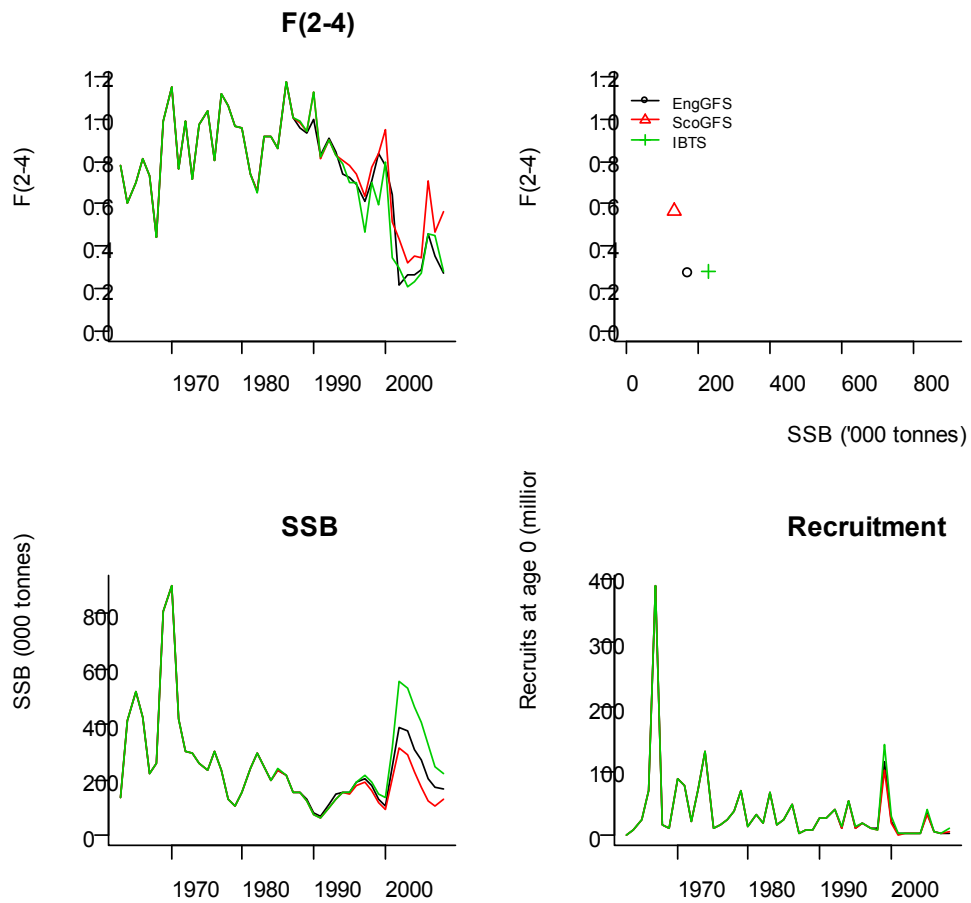 F(2-4)
F(2-4)
1.2
1.0
0.8
0.6
0.4
0.2
0.0
1970 1980 1990 2000
F(2-4)
1.2
1.0
0.8
0.6
0.4
0.2
0.0
EngGFS
ScoGFS
IBTS
0 200 400 600 800
SSB ('000 tonnes)
SSB
SSB (000 tonnes)
800
600
400
200
0
1970 1980 1990 2000
Recruitment
Recruits at age 0 (million
400
300
200
100
0
1970 1980 1990 2000